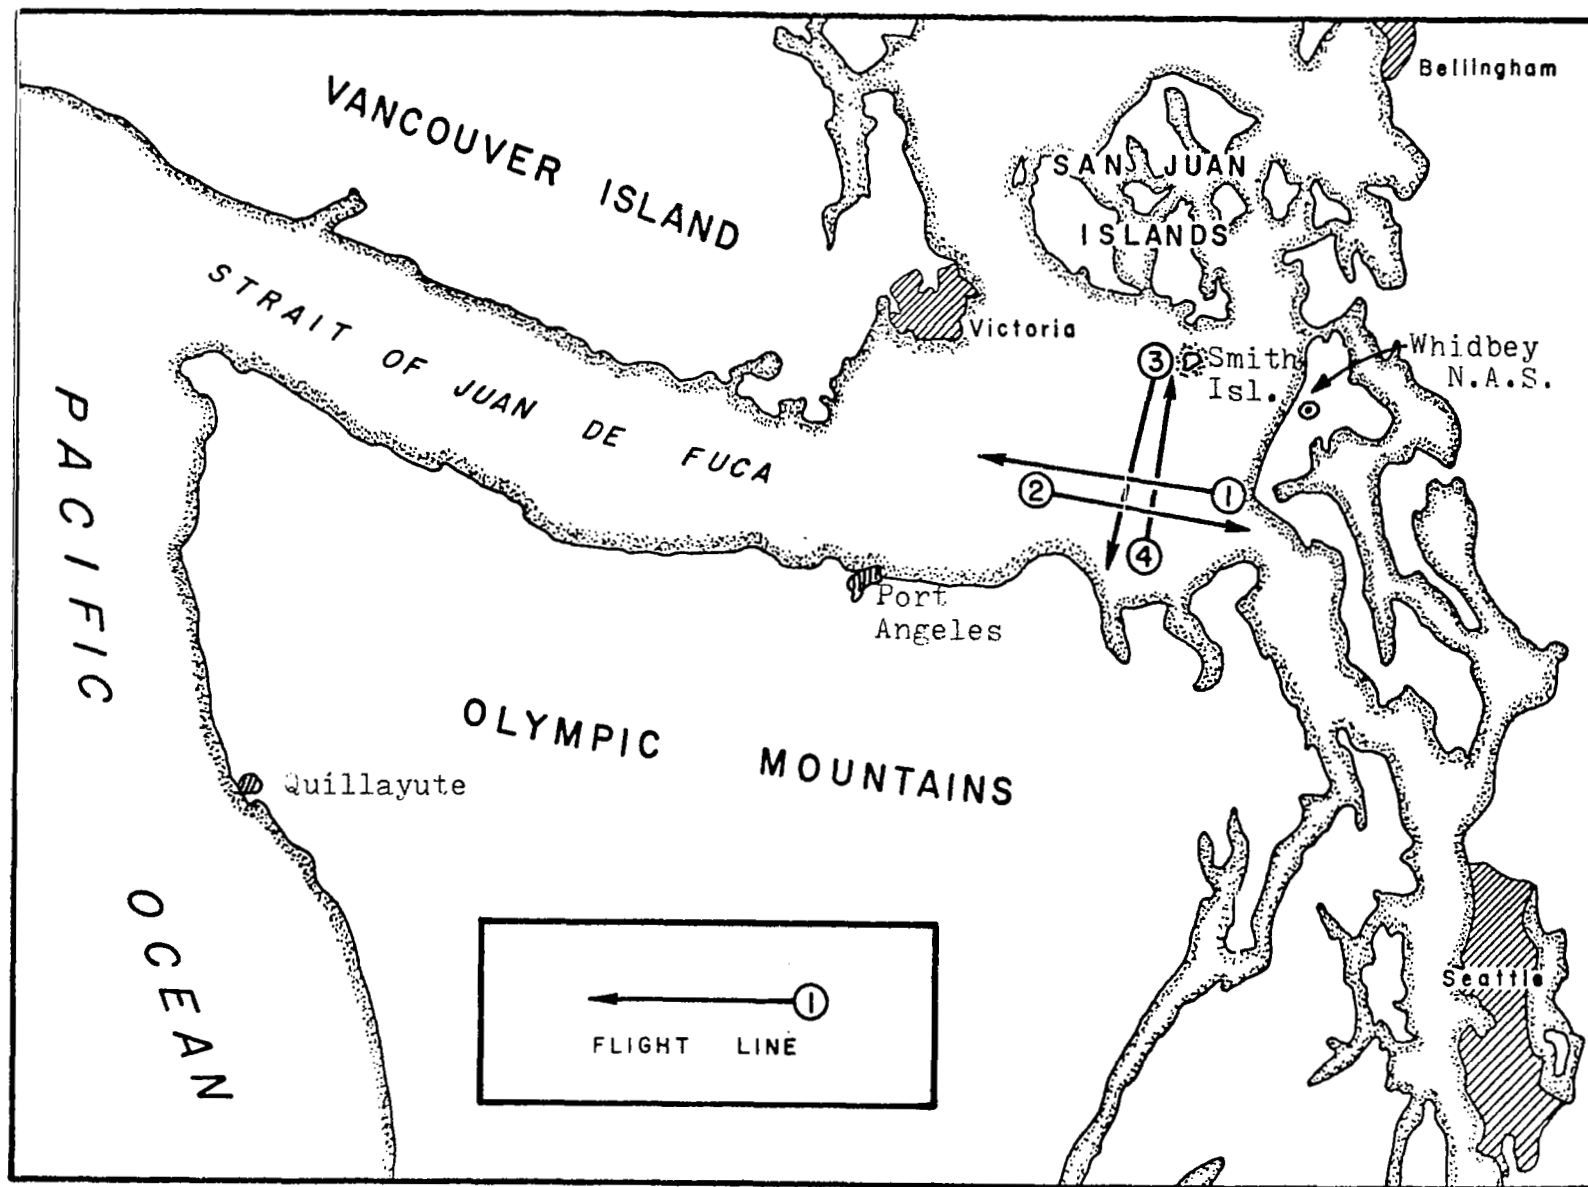 Bellingham
VANCOUVER ISLAND
SAN JUAN
ISLANDS
STRAIT OF JUAN DE FUCA
Victoria
Whidbey
N.A.S.
3
Smith
Isl.
PACIFIC
2
1
4
Port
Angeles
OLYMPIC MOUNTAINS
Quillayute
OCEAN
Seattle
1
FLIGHT LINE